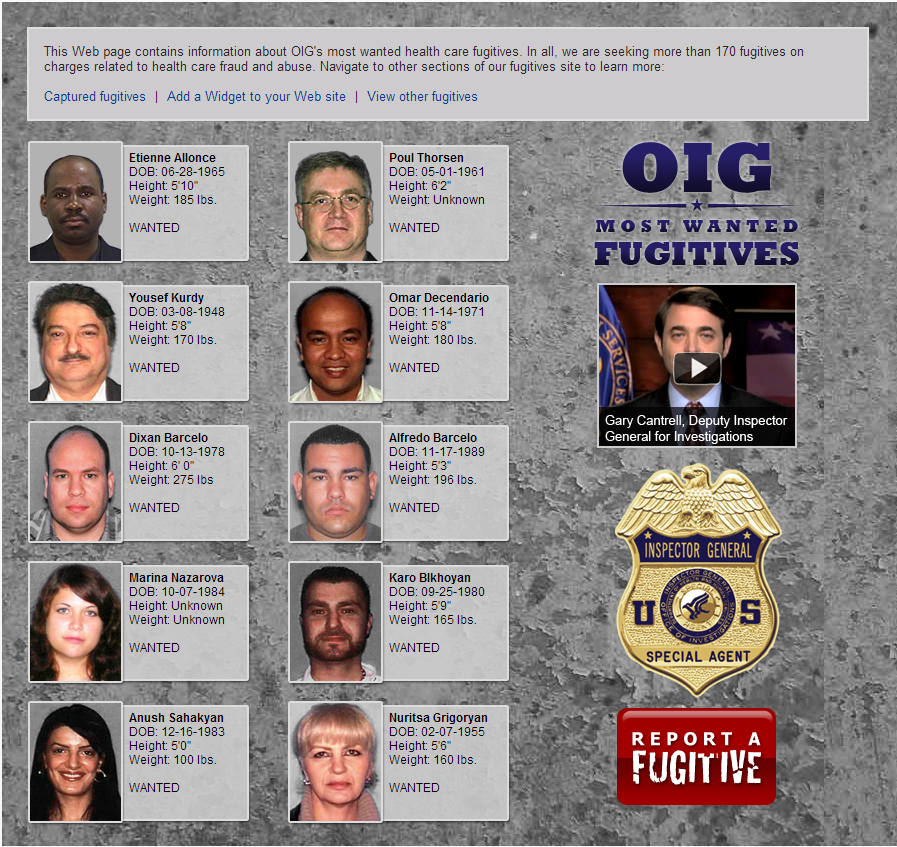 This Web page contains information about OIG's most wanted health care fugitives. In all, we are seeking more than 170 fugitives on
charges related to health care fraud and abuse. Navigate to other sections of our fugitives site to learn more:
Captured fugitives | Add a Widget to your Web site | View other fugitives
Etienne Allonce
DOB: 06-28-1965
Height: 5'10"
Weight: 185 lbs.
WANTED
Poul Thorsen
DOB: 05-01-1961
Height: 6'2"
Weight: Unknown
WANTED
Yousef Kurdy
DOB: 03-08-1948
Height: 5'8"
Weight: 170 lbs.
WANTED
Omar Decendario
DOB: 11-14-1971
Height: 5'8"
Weight: 180 lbs.
WANTED
Dixan Barcelo
DOB: 10-13-1978
Height: 6' 0"
Weight: 275 lbs
WANTED
Alfredo Barcelo
DOB: 11-17-1989
Height: 5'3"
Weight: 196 lbs.
WANTED
Marina Nazarova
DOB: 10-07-1984
Height: Unknown
Weight: Unknown
WANTED
Karo Blkhoyan
DOB: 09-25-1980
Height: 5'9"
Weight: 165 lbs.
WANTED
Anush Sahakyan
DOB: 12-16-1983
Height: 5'0"
Weight: 100 lbs.
WANTED
Nuritsa Grigoryan
DOB: 02-07-1955
Height: 5'6"
Weight: 160 lbs.
WANTED
OIG
MOST WANTED
FUGITIVES
SERVICES
Gary Cantrell, Deputy Inspector
General for Investigations
INSPECTOR GENERAL
U S
SPECIAL AGENT
REPORT A
FUGITIVE